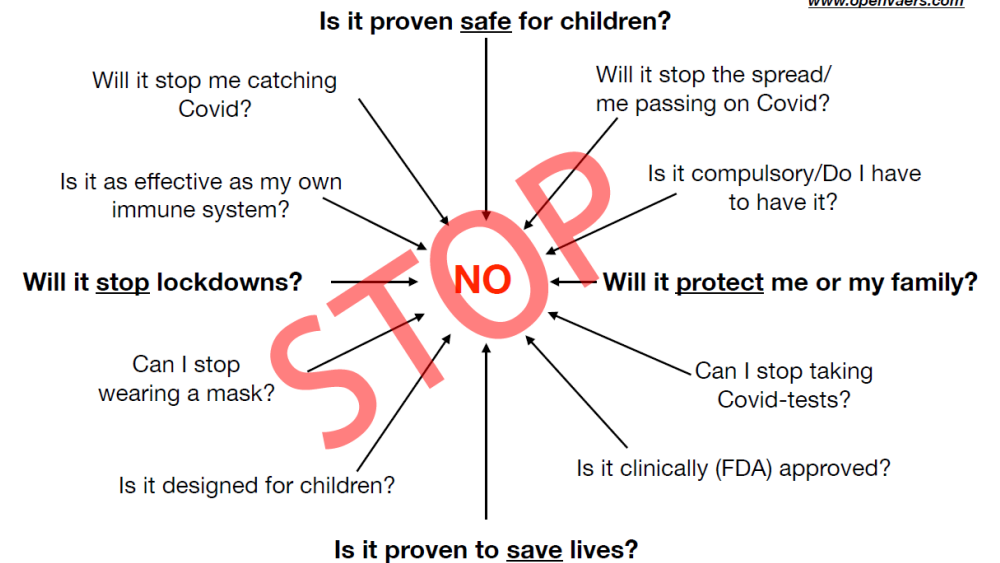 www.openvaers.com
Is it proven safe for children?
Will it stop me catching
Covid?
Will it stop the spread/
me passing on Covid?
Is it as effective as my own
immune system?
Is it compulsory/Do I have
to have it?
STOP
NO
Will it stop lockdowns?
Will it protect me or my family?
Can I stop
wearing a mask?
Can I stop taking
Covid-tests?
Is it designed for children?
Is it clinically (FDA) approved?
Is it proven to save lives?